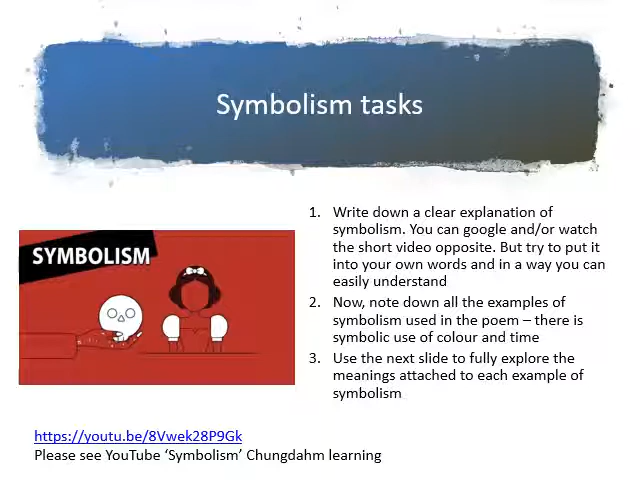 Symbolism tasks
1. Write down a clear explanation of
symbolism. You can google and/or watch
the short video opposite. But try to put it
into your own words and in a way you can
easily understand
2. Now, note down all the examples of
symbolism used in the poem – there is
symbolic use of colour and time
3. Use the next slide to fully explore the
meanings attached to each example of
symbolism
SYMBOLISM
https://youtu.be/8Vwek28P9Gk
Please see YouTube ‘Symbolism’ Chungdahm learning